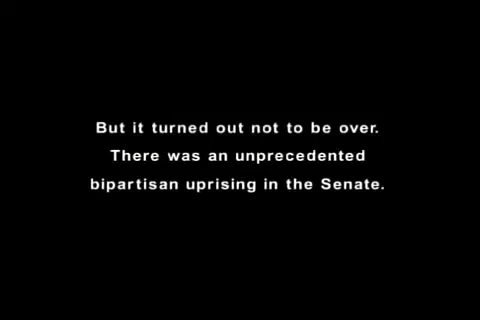 But it turned out not to be over.
There was an unprecedented
bipartisan uprising in the Senate.